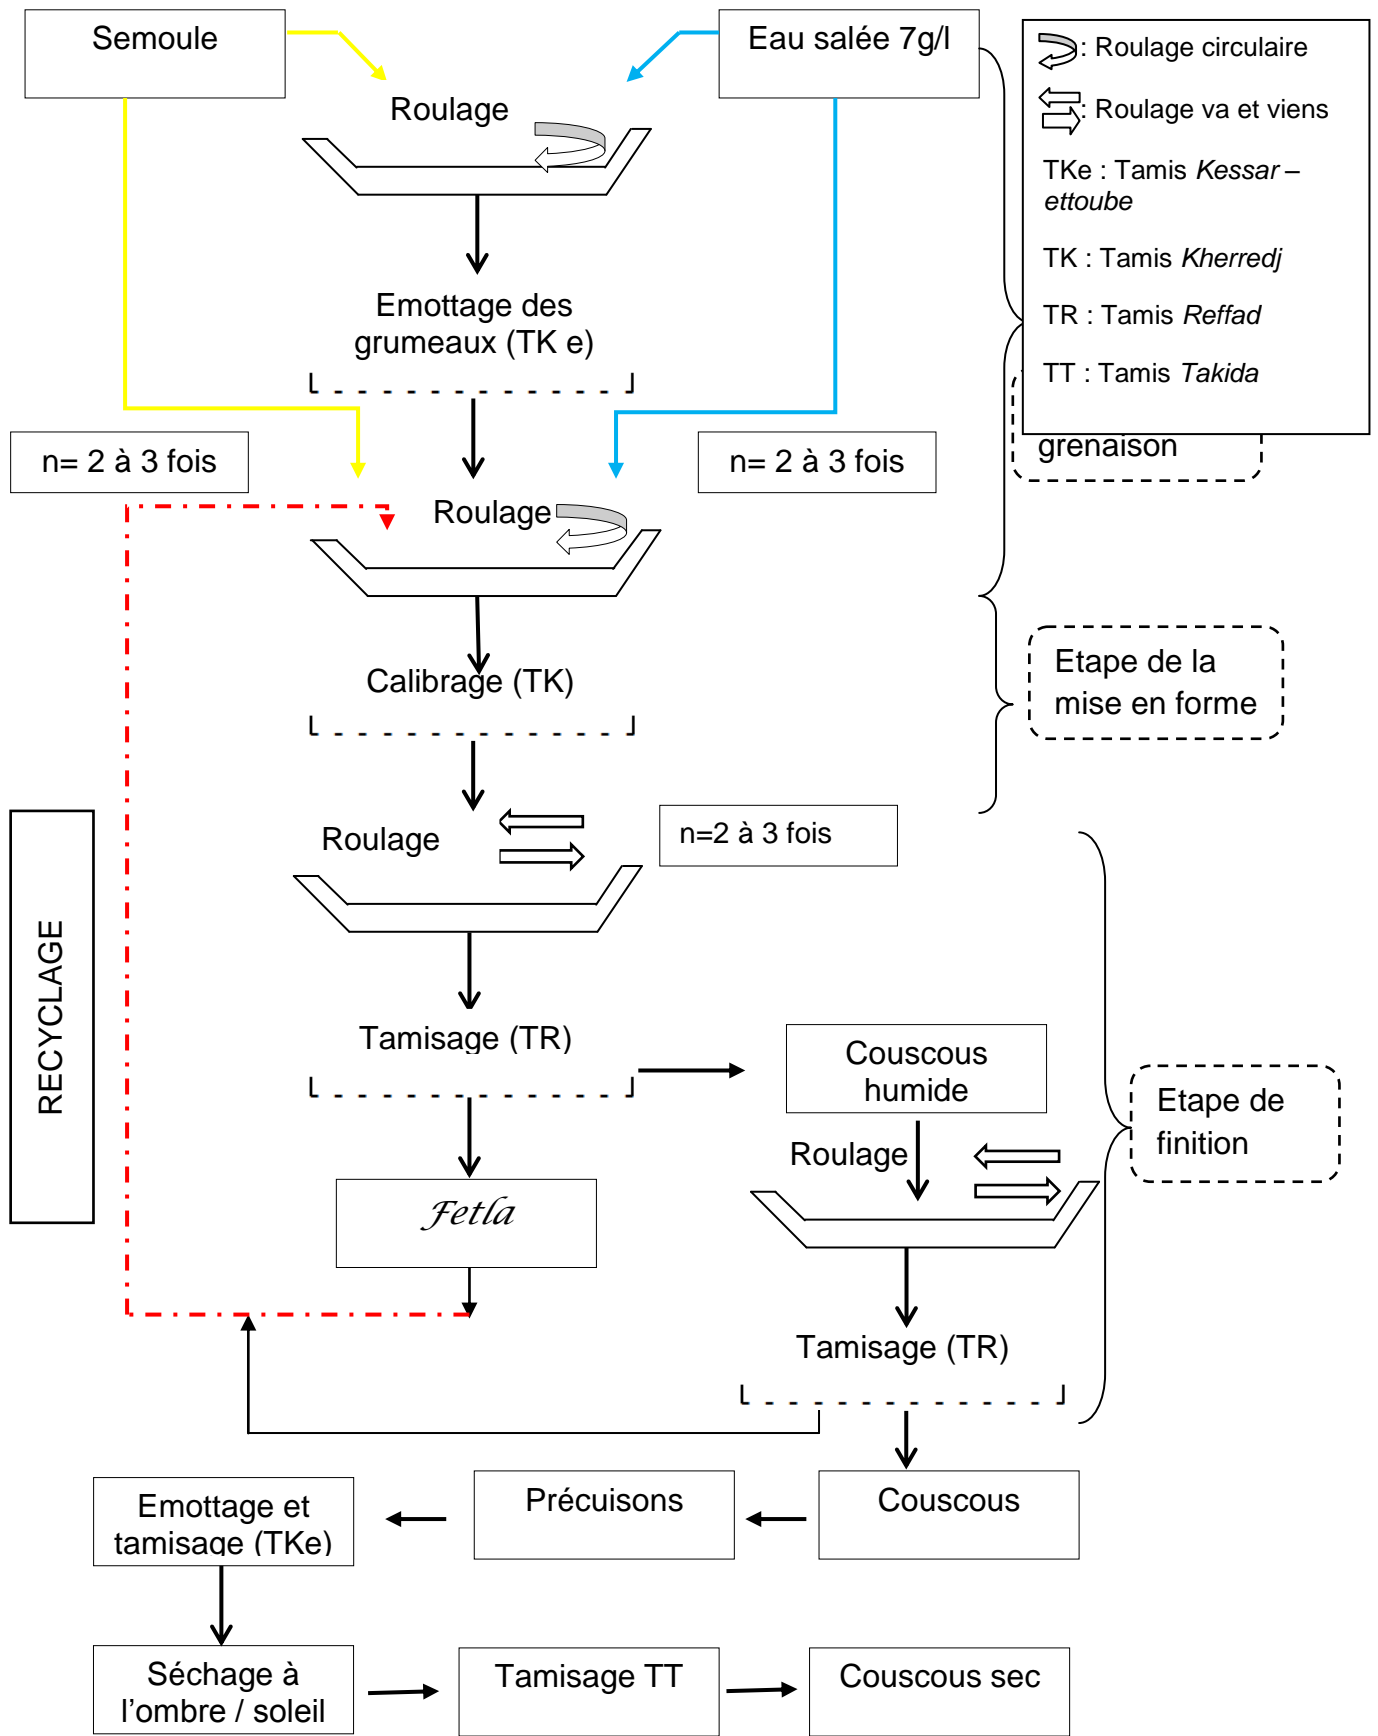 Semoule
Eau salée 7g/l
: Roulage circulaire
: Roulage va et viens
TKe : Tamis Kessar –
ettoube
TK : Tamis Kherredj
TR : Tamis Reffad
TT : Tamis Takida
Roulage
Emottage des
grumeaux (TK e)
grenaison
n= 2 à 3 fois
n= 2 à 3 fois
Roulage
Etape de la
mise en forme
Calibrage (TK)
Roulage
n=2 à 3 fois
RECYCLAGE
Tamisage (TR)
Couscous
humide
Etape de
finition
Roulage
Fetla
Tamisage (TR)
Emottage et
tamisage (TKe)
Précuisons
Couscous
Séchage à
l'ombre / soleil
Tamisage TT
Couscous sec